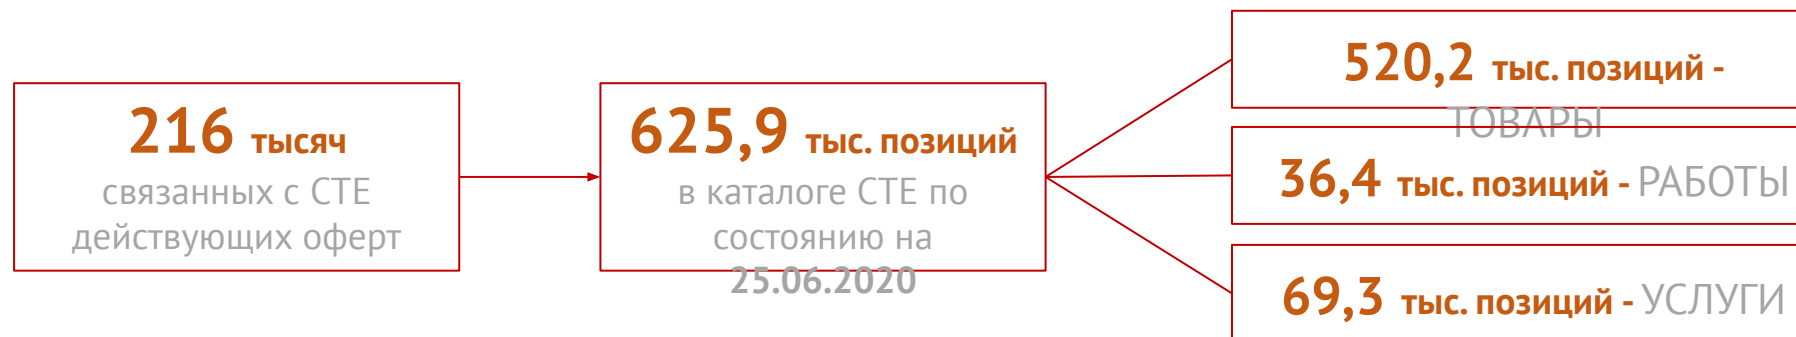 216 тысяч
связанных с СТЕ
действующих оферт
625,9 тыс. позиций
в каталоге СТЕ по
состоянию на
25.06.2020
520,2 тыс. позиций -
ТОВАРЫ
36,4 тыс. позиций - РАБОТЫ
69,3 тыс. позиций - УСЛУГИ